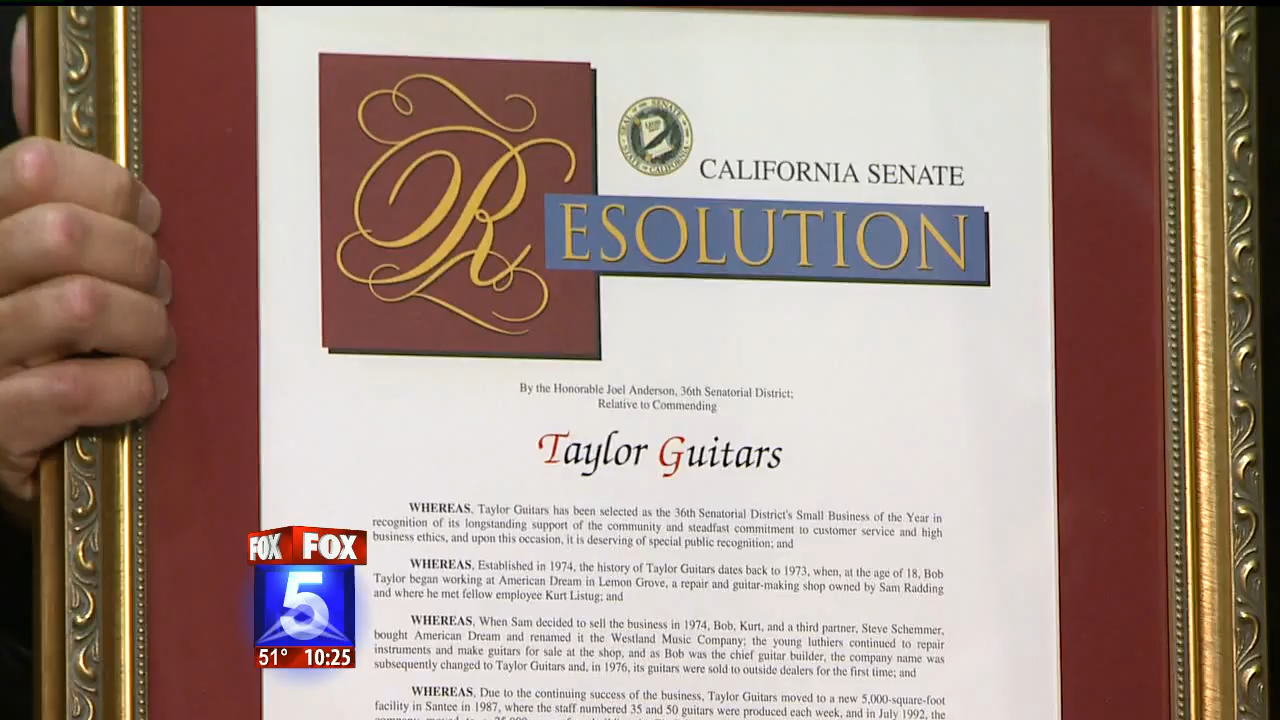 SEAL OF THE SENATE
STATE OF CALIFORNIA
CALIFORNIA SENATE
RESOLUTION
By the Honorable Joel Anderson, 36th Senatorial District;
Relative to Commending
Taylor Guitars
WHEREAS, Taylor Guitars has been selected as the 36th Senatorial District's Small Business of the Year in
recognition of its longstanding support of the community and steadfast commitment to customer service and high
business ethics, and upon this occasion, it is deserving of special public recognition; and
WHEREAS, Established in 1974, the history of Taylor Guitars dates back to 1973, when, at the age of 18, Bob
Taylor began working at American Dream in Lemon Grove, a repair and guitar-making shop owned by Sam Radding
and where he met fellow employee Kurt Listug; and
WHEREAS, When Sam decided to sell the business in 1974, Bob, Kurt, and a third partner, Steve Schemmer,
bought American Dream and renamed it the Westland Music Company; the young luthiers continued to repair
instruments and make guitars for sale at the shop, and as Bob was the chief guitar builder, the company name was
subsequently changed to Taylor Guitars and, in 1976, its guitars were sold to outside dealers for the first time; and
WHEREAS, Due to the continuing success of the business, Taylor Guitars moved to a new 5,000-square-foot
facility in Santee in 1987, where the staff numbered 35 and 50 guitars were produced each week, and in July 1992, the
FOX FOX
5
51° 10:25